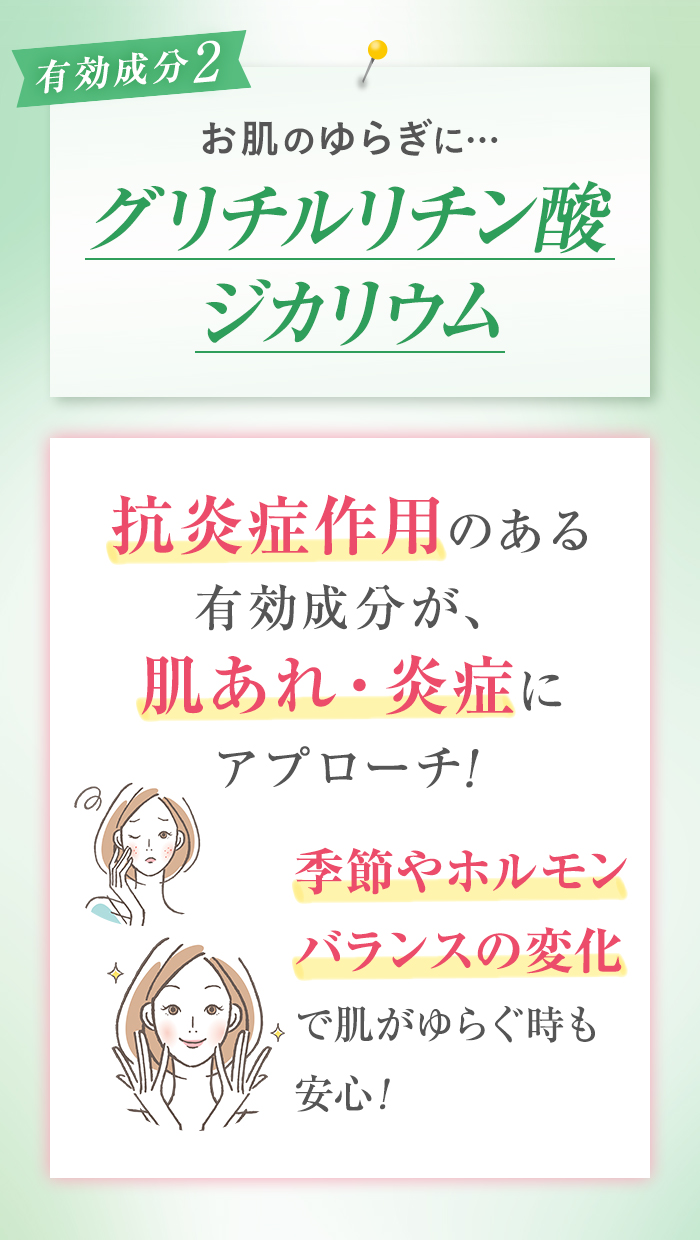 有効成分2
お肌のゆらぎに…
グリチルリチン酸
ジカリウム
抗炎症作用のある
有効成分が、
肌あれ・炎症に
アプローチ!
季節やホルモン
バランスの変化
で肌がゆらぐ時も
安心!